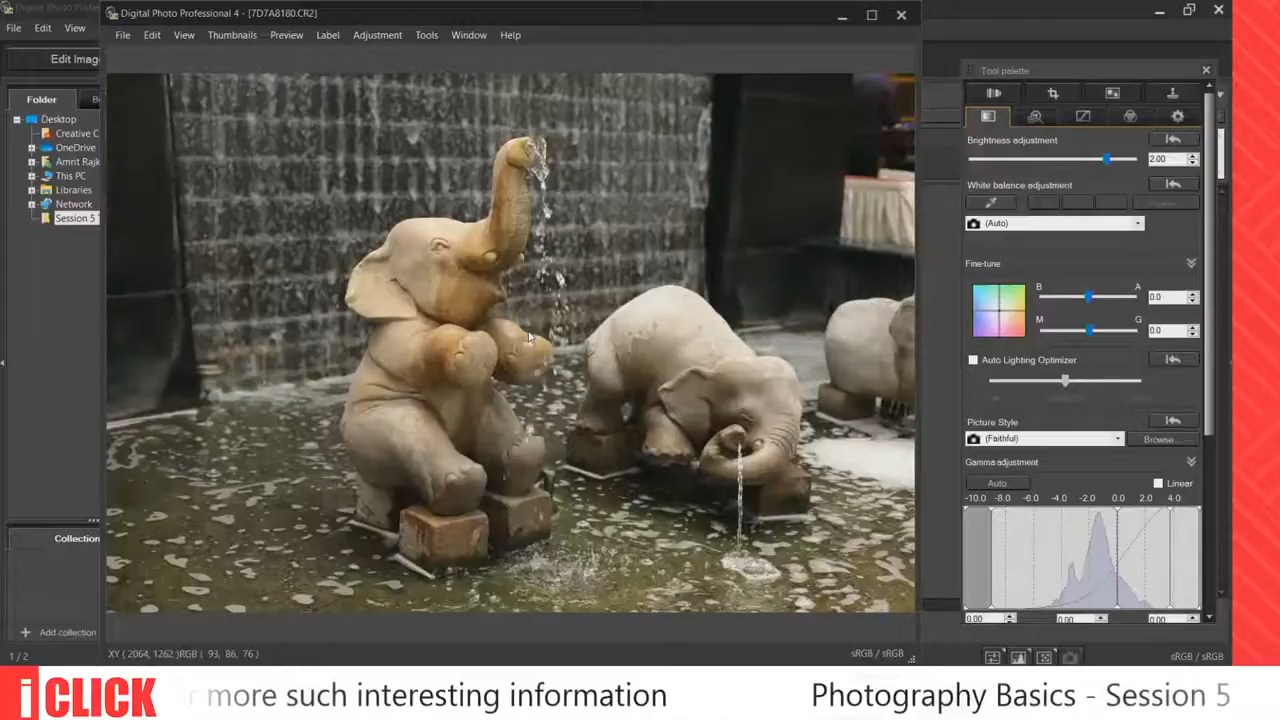 Digital Photo Professional 4 - [7D7A8180.CR2]
File Edit View
File Edit View Thumbnails Preview Label Adjustment Tools Window Help
Edit Imag
Tool palette
Folder
Desktop
Creative C
OneDrive
Amrit Rajk
This PC
Libraries
Network
Session 5
Brightness adjustment
2.00
White balance adjustment
(Auto)
Fine-tune
B A 0.0
M G 0.0
Auto Lighting Optimizer
Picture Style
(Faithful) Browse...
Gamma adjustment
Auto Linear
-10.0 -8.0 -6.0 -4.0 -2.0 0.0 2.0 4.0
0.00 0.00 0.00
Collection
Add collection
1 / 2
XY ( 2064, 1262 )RGB ( 93, 86, 76 )
sRGB / sRGB
sRGB / sRGB
iCLICK
r more such interesting information
Photography Basics - Session 5